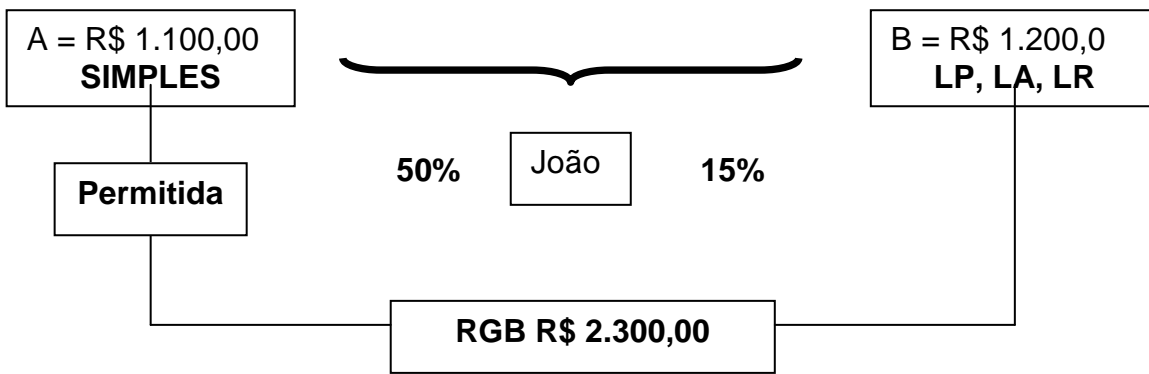 A = R$ 1.100,00
SIMPLES
B = R$ 1.200,0
LP, LA, LR
50%
João
15%
Permitida
RGB R$ 2.300,00